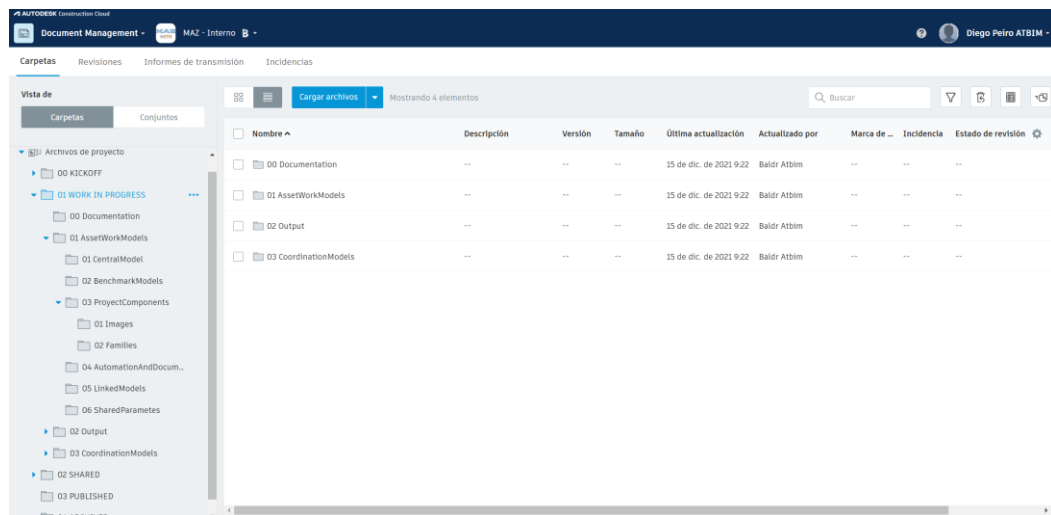 AUTODESK Construction Cloud
Document Management MAZ - Interno B Diego Peiro ATBIM
Carpetas Revisiones Informes de transmisión Incidencias
Vista de
Carpetas Conjuntos
Cargar archivos Mostrando 4 elementos Buscar
Nombre Descripción Versión Tamaño Última actualización Actualizado por Marca de ... Incidencia Estado de revisión
00 Documentation -- -- -- 15 de dic. de 2021 9:22 Baldr Atbim -- -- --
01 AssetWorkModels -- -- -- 15 de dic. de 2021 9:22 Baldr Atbim -- -- --
02 Output -- -- -- 15 de dic. de 2021 9:22 Baldr Atbim -- -- --
03 CoordinationModels -- -- -- 15 de dic. de 2021 9:22 Baldr Atbim -- -- --
Archivos de proyecto
00 KICKOFF
01 WORK IN PROGRESS
00 Documentation
01 AssetWorkModels
01 CentralModel
02 BenchmarkModels
03 ProyectComponents
01 Images
02 Families
04 AutomationAndDocum...
05 LinkedModels
06 SharedParametes
02 Output
03 CoordinationModels
02 SHARED
03 PUBLISHED